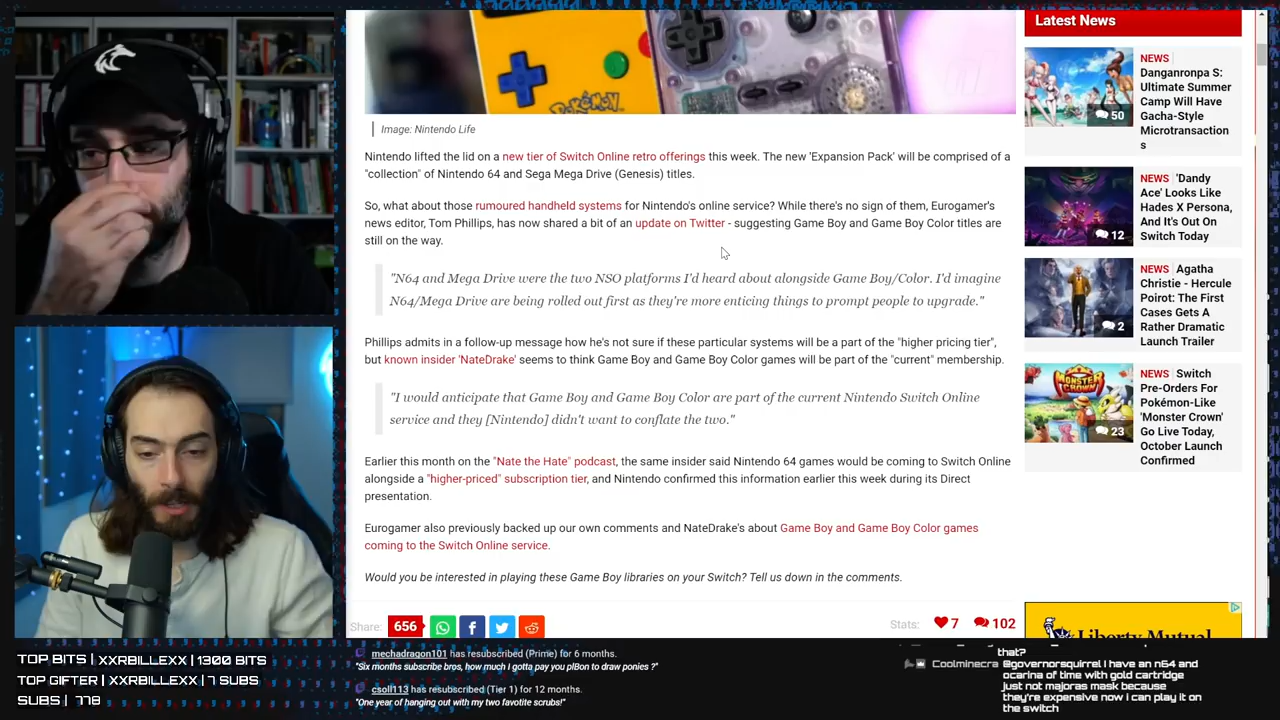 POKéMON
Image: Nintendo Life
Nintendo lifted the lid on a new tier of Switch Online retro offerings this week. The new 'Expansion Pack' will be comprised of a
"collection" of Nintendo 64 and Sega Mega Drive (Genesis) titles.
So, what about those rumoured handheld systems for Nintendo's online service? While there's no sign of them, Eurogamer's
news editor, Tom Phillips, has now shared a bit of an update on Twitter - suggesting Game Boy and Game Boy Color titles are
still on the way.
"N64 and Mega Drive were the two NSO platforms I'd heard about alongside Game Boy/Color. I'd imagine
N64/Mega Drive are being rolled out first as they're more enticing things to prompt people to upgrade."
Phillips admits in a follow-up message how he's not sure if these particular systems will be a part of the "higher pricing tier",
but known insider 'NateDrake' seems to think Game Boy and Game Boy Color games will be part of the "current" membership.
"I would anticipate that Game Boy and Game Boy Color are part of the current Nintendo Switch Online
service and they [Nintendo] didn't want to conflate the two."
Earlier this month on the "Nate the Hate" podcast, the same insider said Nintendo 64 games would be coming to Switch Online
alongside a "higher-priced" subscription tier, and Nintendo confirmed this information earlier this week during its Direct
presentation.
Eurogamer also previously backed up our own comments and NateDrake's about Game Boy and Game Boy Color games
coming to the Switch Online service.
Would you be interested in playing these Game Boy libraries on your Switch? Tell us down in the comments.
Share: 656
Stats: 7 102
Latest News
NEWS
Danganronpa S:
Ultimate Summer
Camp Will Have
Gacha-Style
Microtransaction
s
50
NEWS 'Dandy
Ace' Looks Like
Hades X Persona,
And It's Out On
Switch Today
12
NEWS Agatha
Christie - Hercule
Poirot: The First
Cases Gets A
Rather Dramatic
Launch Trailer
2
NEWS Switch
Pre-Orders For
Pokémon-Like
'Monster Crown'
Go Live Today,
October Launch
Confirmed
MONSTER
CROWN
23
Liberty Mutual
TOP BITS | XXRBILLEXX | 1300 BITS
TOP GIFTER | XXRBILLEXX | 7 SUBS
SUBS | 778
mechadragon101 has resubscribed (Prime) for 6 months.
"Six months subscribe bros, how much I gotta pay you plBon to draw ponies ?"
csoll113 has resubscribed (Tier 1) for 12 months.
"One year of hanging out with my two favotite scrubs!"
that?
Coolminecra @governorsquirrel I have an n64 and
ocarina of time with gold cartridge
just not majoras mask because
they're expensive now i can play it on
the switch